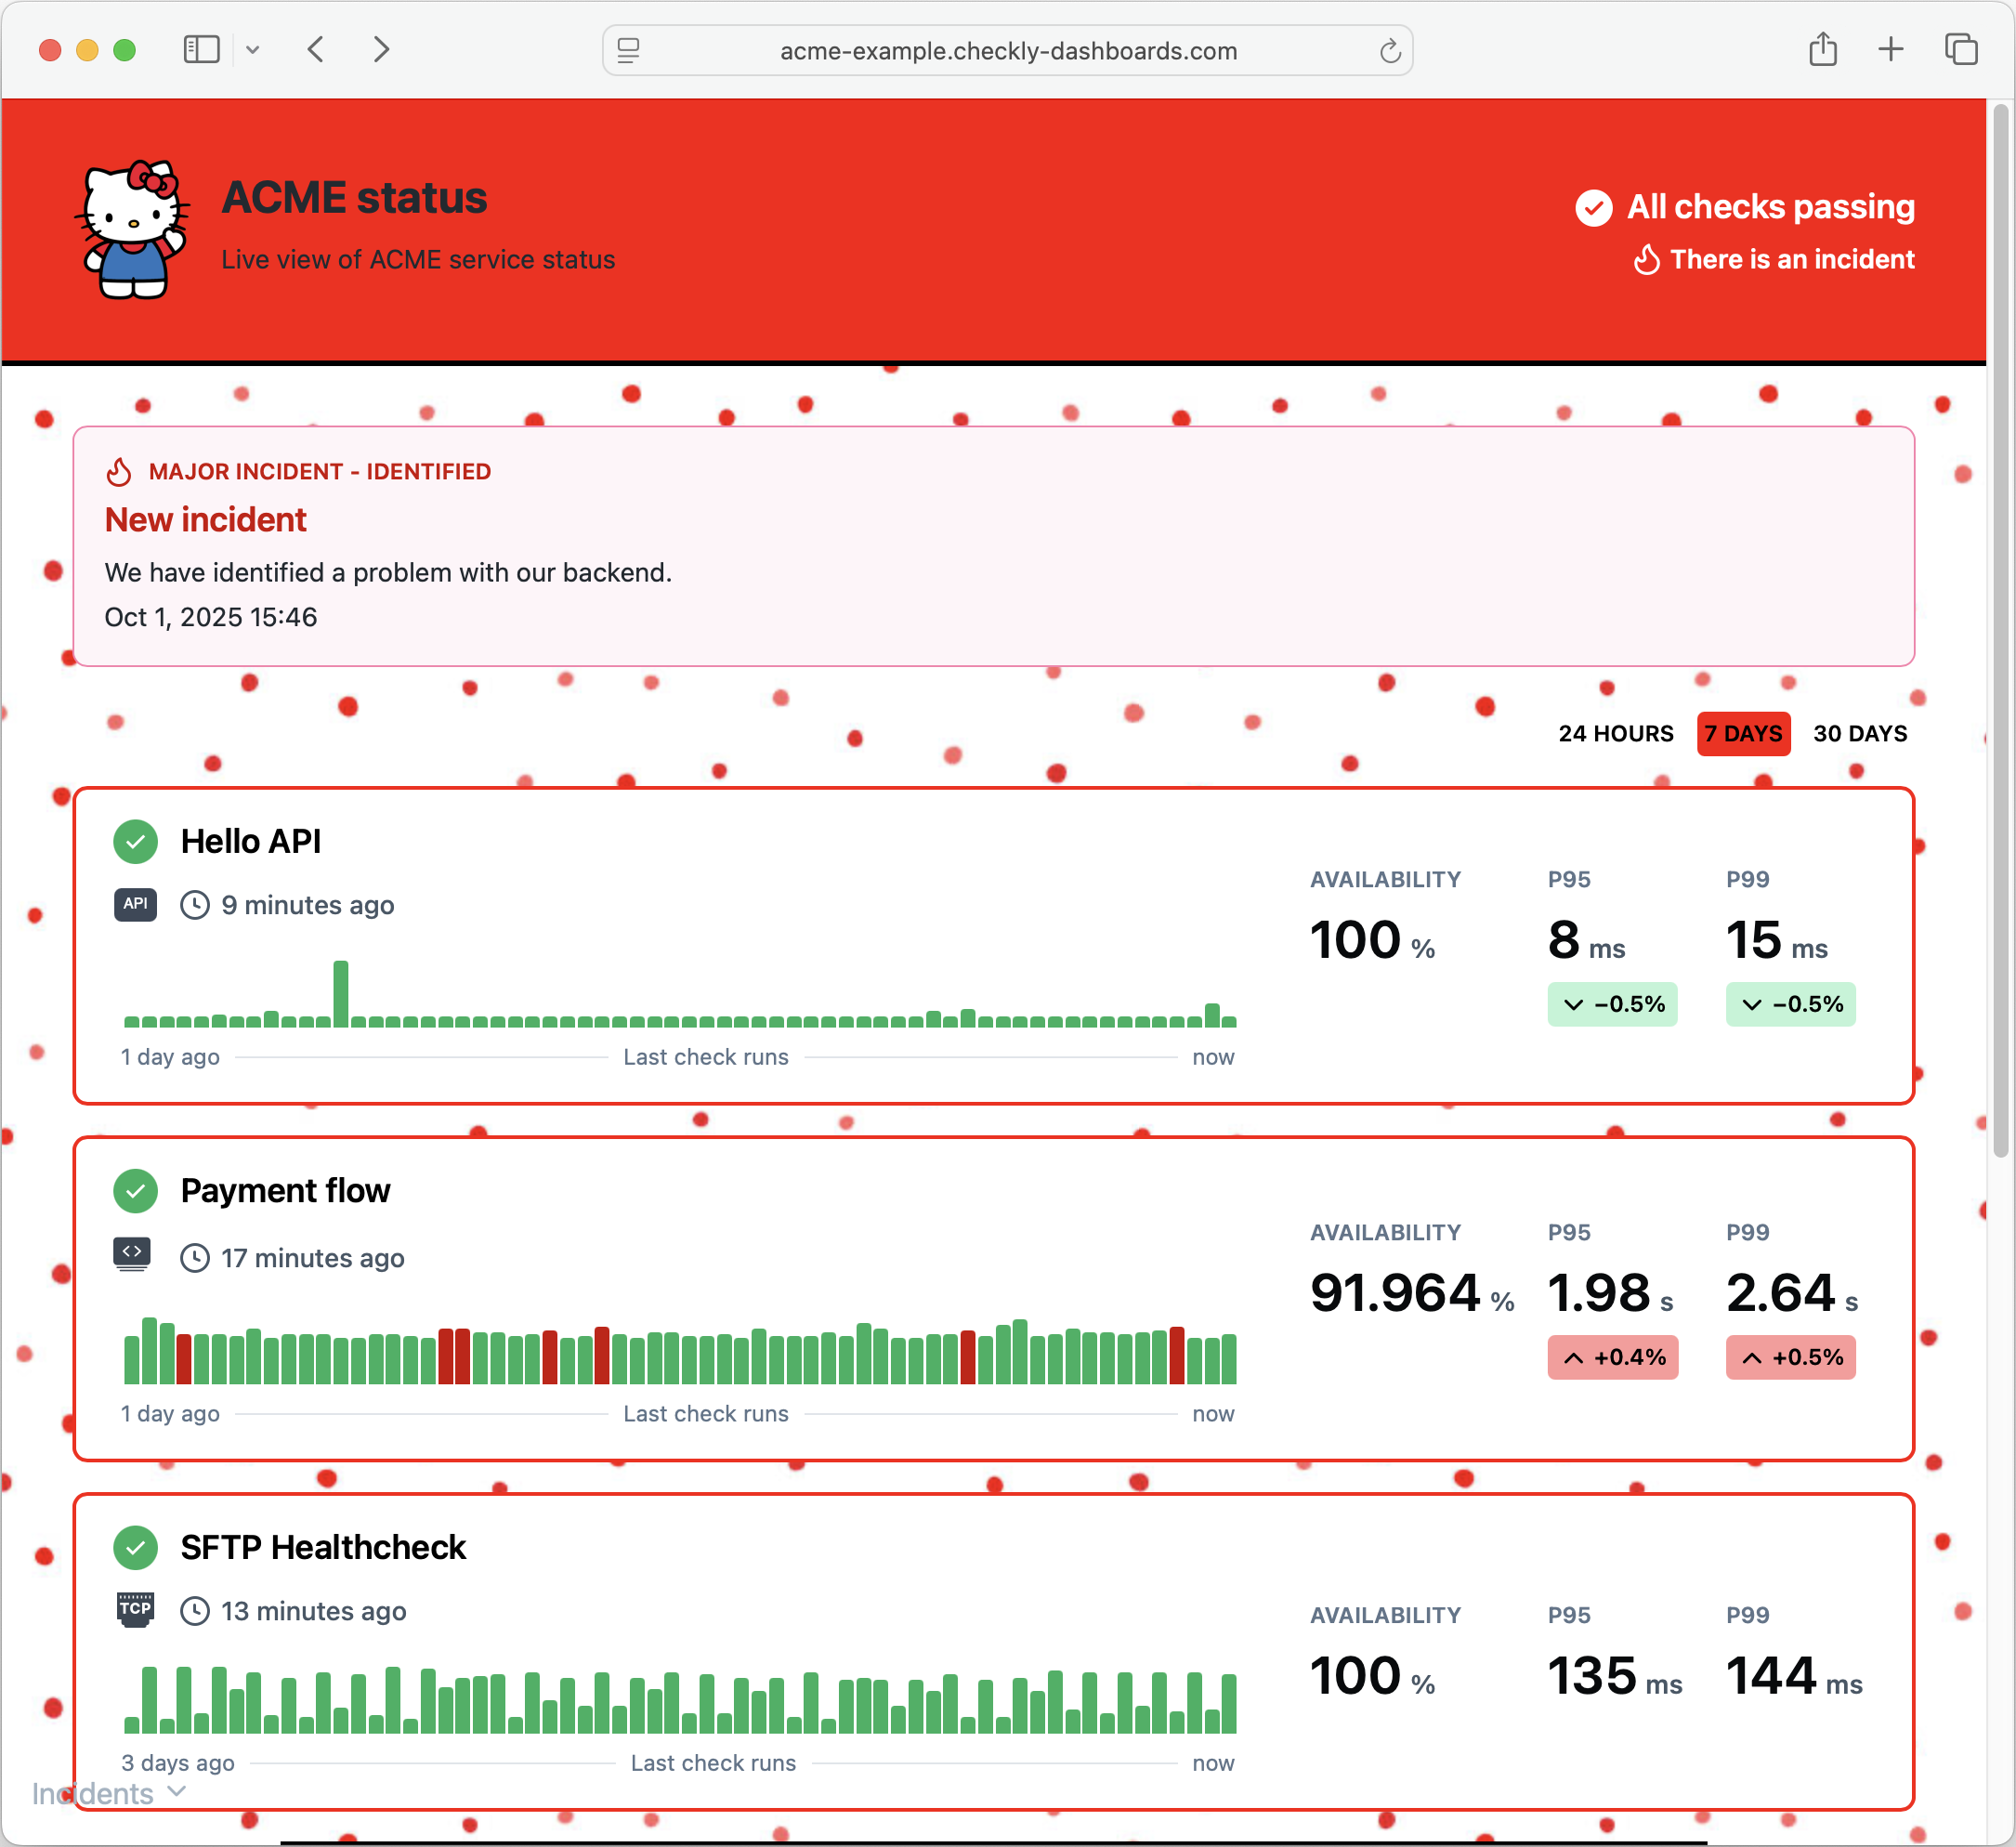 acme-example.checkly-dashboards.com
ACME status
Live view of ACME service status
All checks passing
There is an incident
MAJOR INCIDENT - IDENTIFIED
New incident
We have identified a problem with our backend.
Oct 1, 2025 15:46
24 HOURS 7 DAYS 30 DAYS
Hello API
API 9 minutes ago
AVAILABILITY P95 P99
100 % 8 ms 15 ms
−0.5% −0.5%
1 day ago Last check runs now
Payment flow
<> 17 minutes ago
AVAILABILITY P95 P99
91.964 % 1.98 s 2.64 s
+0.4% +0.5%
1 day ago Last check runs now
SFTP Healthcheck
TCP 13 minutes ago
AVAILABILITY P95 P99
100 % 135 ms 144 ms
3 days ago Last check runs now
Incidents